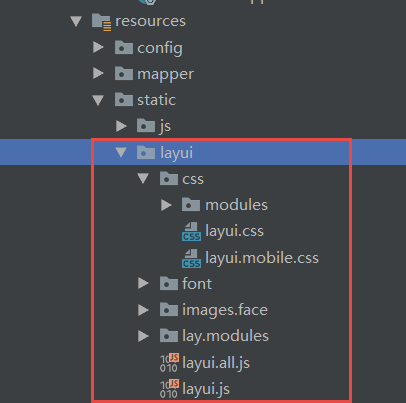 resources
config
mapper
static
js
layui
css
modules
layui.css
layui.mobile.css
font
images.face
lay.modules
layui.all.js
layui.js